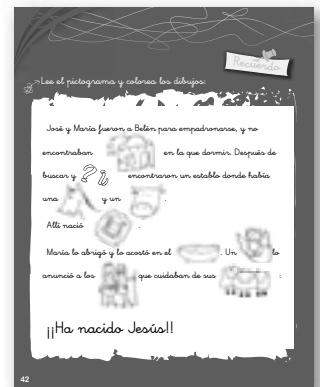 Recuerdo
Lee el pictograma y colorea los dibujos:
José y María fueron a Belén para empadronarse, y no
encontraban en la que dormir. Después de
buscar y encontraron un establo donde había
una y un .
Allí nació .
María lo abrigó y lo acostó en el . Un lo
anunció a los que cuidaban de sus :
¡¡Ha nacido Jesús!!
42